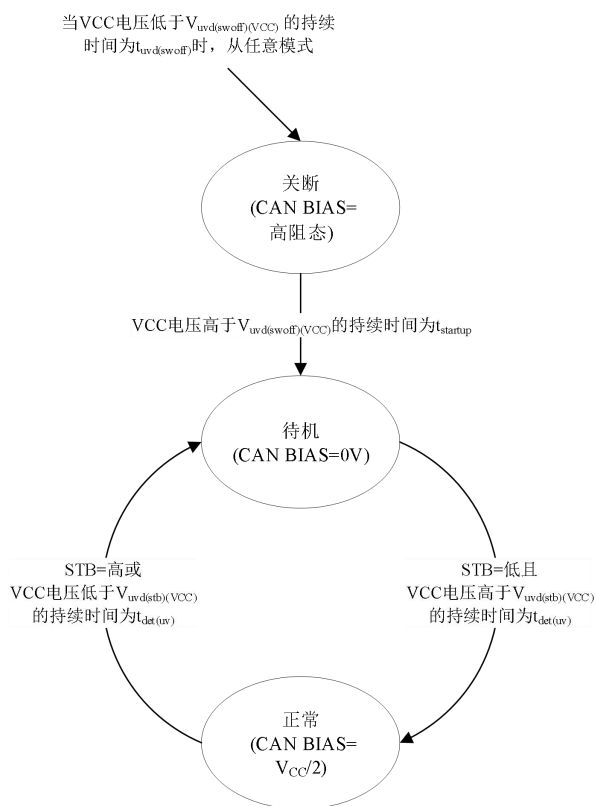 当VCC电压低于Vuvd(swoff)(VCC) 的持续
时间为tuvd(swoff)时，从任意模式
关断
(CAN BIAS=
高阻态)
VCC电压高于Vuvd(swoff)(VCC)的持续时间为tstartup
待机
(CAN BIAS=0V)
STB=高或
VCC电压低于Vuvd(stb)(VCC)
的持续时间为tdet(uv)
STB=低且
VCC电压高于Vuvd(stb)(VCC)
的持续时间为tdet(uv)
正常
(CAN BIAS=
VCC/2)